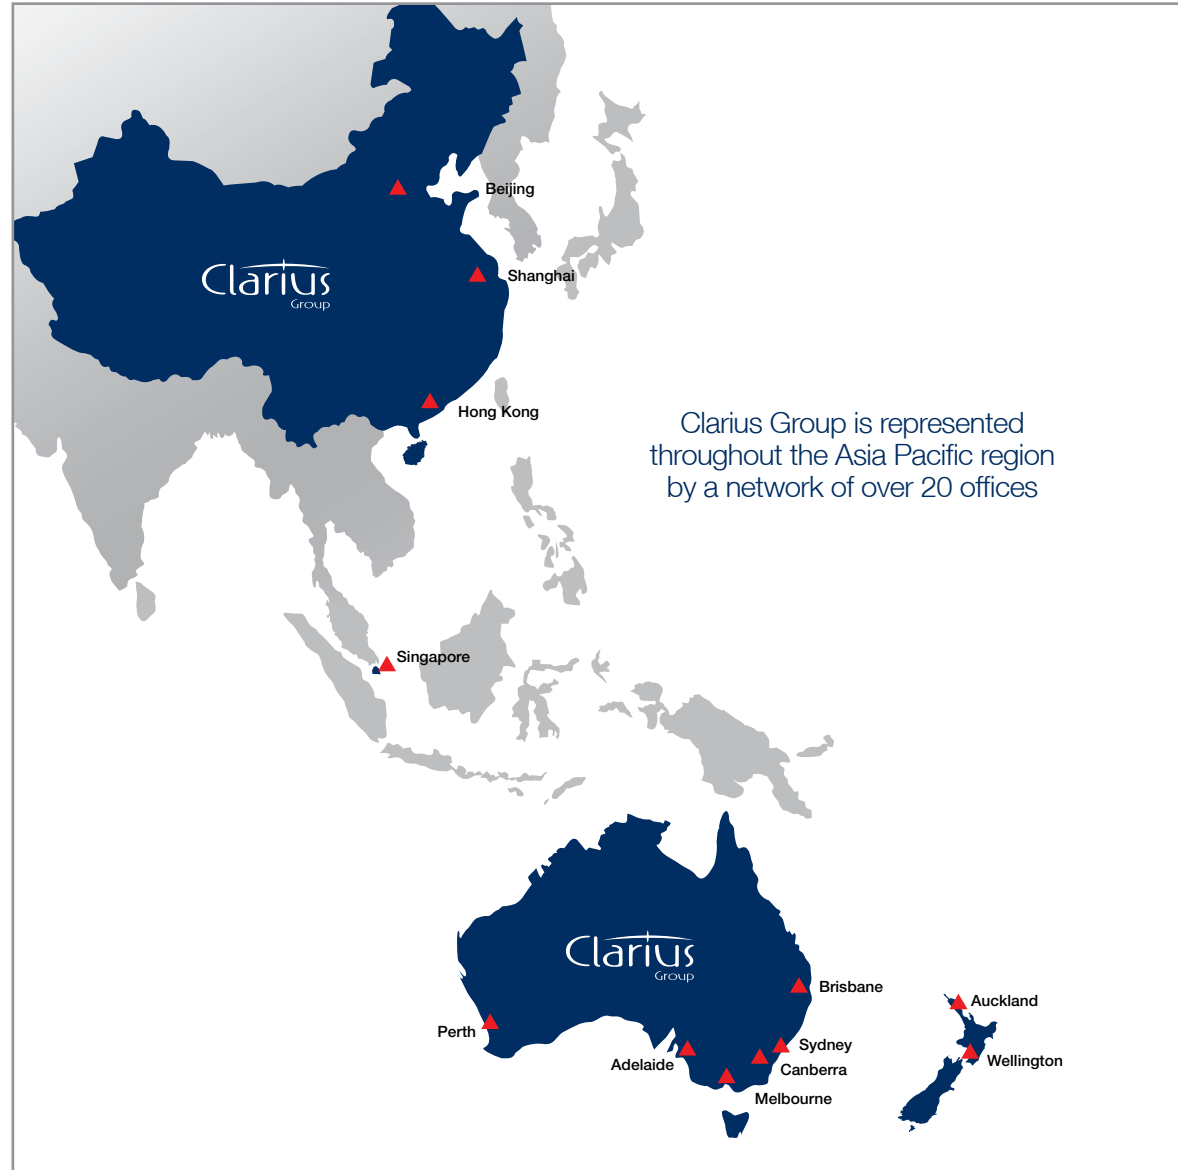 Beijing
Clarius
Group
Shanghai
Hong Kong
Clarius Group is represented
throughout the Asia Pacific region
by a network of over 20 offices
Singapore
Clarius
Group
Brisbane
Auckland
Perth
Sydney
Adelaide
Canberra
Wellington
Melbourne